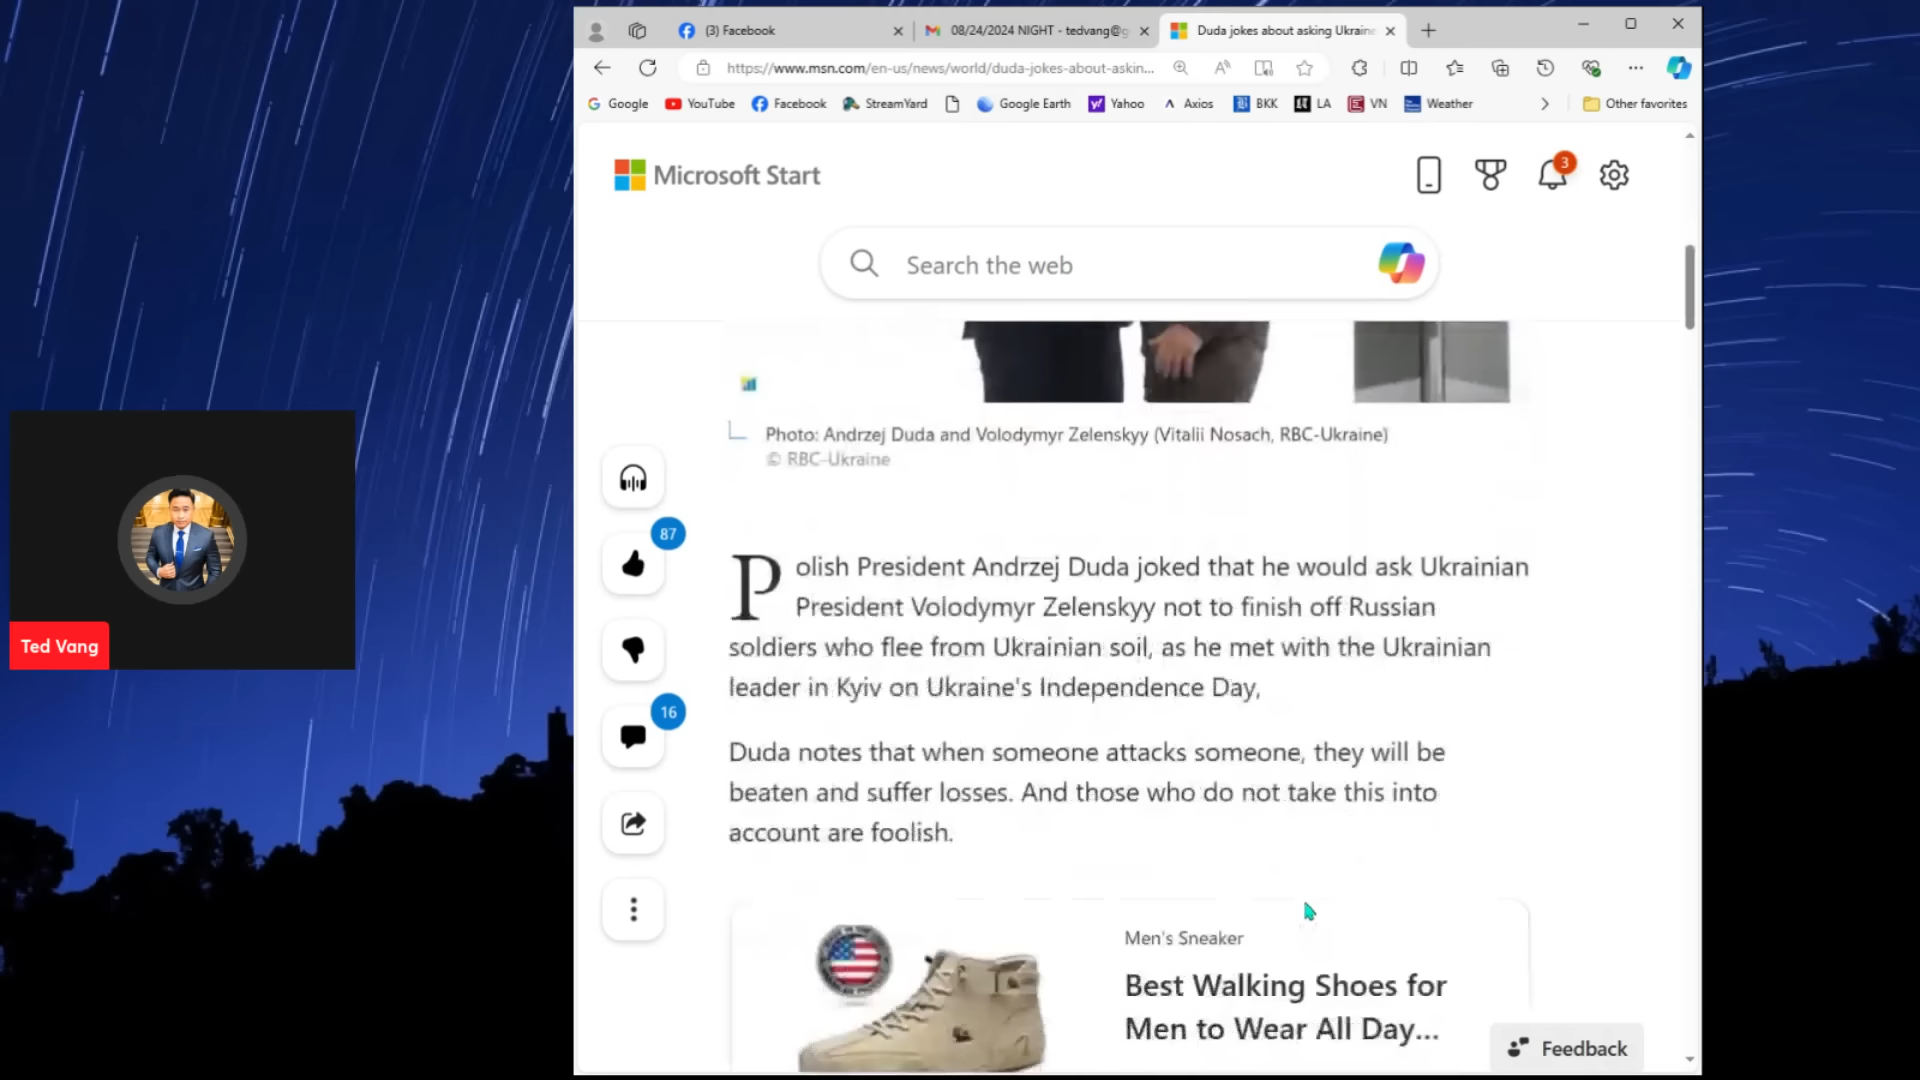 (3) Facebook
08/24/2024 NIGHT - tedvang@g
Duda jokes about asking Ukraine
https://www.msn.com/en-us/news/world/duda-jokes-about-askin...
Google
YouTube
Facebook
StreamYard
Google Earth
Yahoo
Axios
BKK
LA
VN
Weather
Other favorites
Microsoft Start
3
Search the web
Photo: Andrzej Duda and Volodymyr Zelenskyy (Vitalii Nosach, RBC-Ukraine)
© RBC-Ukraine
87
16
Polish President Andrzej Duda joked that he would ask Ukrainian
President Volodymyr Zelenskyy not to finish off Russian
soldiers who flee from Ukrainian soil, as he met with the Ukrainian
leader in Kyiv on Ukraine's Independence Day,
Duda notes that when someone attacks someone, they will be
beaten and suffer losses. And those who do not take this into
account are foolish.
Men's Sneaker
Best Walking Shoes for
Men to Wear All Day...
Feedback
Ted Vang